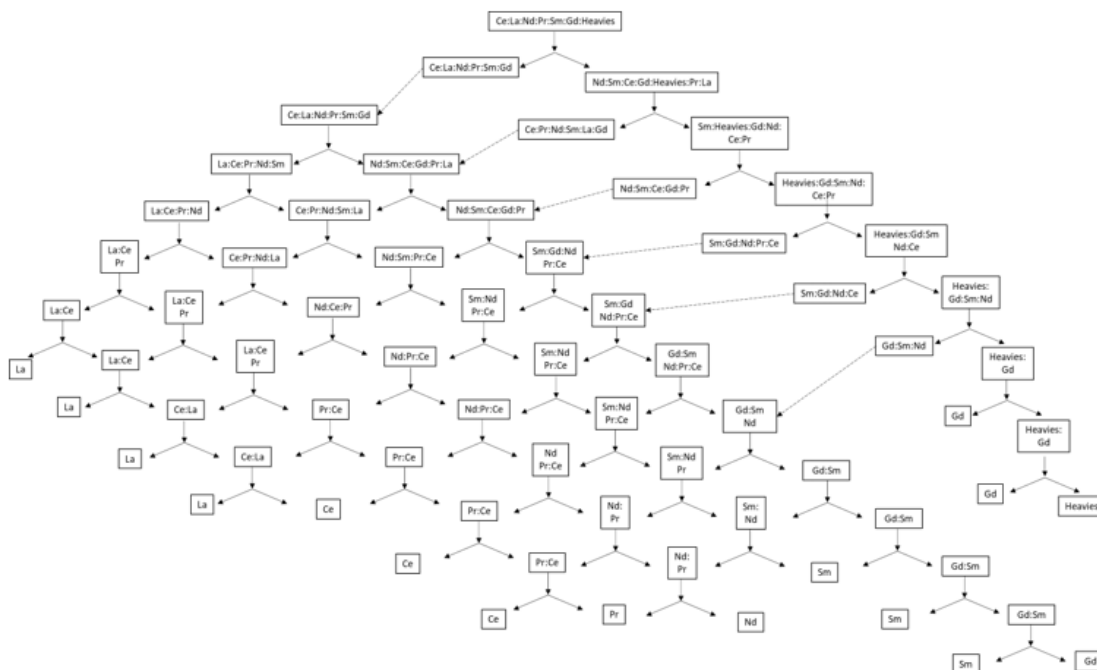 Ce:La:Nd:Pr:Sm:Gd:Heavies
Ce:La:Nd:Pr:Sm:Gd
Nd:Sm:Ce:Gd:Heavies:Pr:La
Ce:La:Nd:Pr:Sm:Gd
Ce:Pr:Nd:Sm:La:Gd
Sm:Heavies:Gd:Nd:
Ce:Pr
La:Ce:Pr:Nd:Sm
Nd:Sm:Ce:Gd:Pr:La
Nd:Sm:Ce:Gd:Pr
Heavies:Gd:Sm:Nd:
Ce:Pr
La:Ce:Pr:Nd
Ce:Pr:Nd:Sm:La
Nd:Sm:Ce:Gd:Pr
Sm:Gd:Nd:Pr:Ce
Heavies:Gd:Sm
Nd:Ce
La:Ce
Pr
Ce:Pr:Nd:La
Nd:Sm:Pr:Ce
Sm:Gd:Nd
Pr:Ce
Sm:Gd:Nd:Ce
Heavies:
Gd:Sm:Nd
La:Ce
La:Ce
Pr
Nd:Ce:Pr
Sm:Nd
Pr:Ce
Sm:Gd
Nd:Pr:Ce
Gd:Sm:Nd
Heavies:
Gd
La
La:Ce
La:Ce
Pr
Nd:Pr:Ce
Sm:Nd
Pr:Ce
Gd:Sm
Nd:Pr:Ce
La
Ce:La
Pr:Ce
Nd:Pr:Ce
Sm:Nd
Pr:Ce
Gd:Sm
Nd
Gd
Heavies:
Gd
La
Ce:La
Pr:Ce
Nd
Pr:Ce
Sm:Nd
Pr
Gd:Sm
Gd
Heavies
La
Ce
Pr:Ce
Nd:
Pr
Sm:
Nd
Gd:Sm
Ce
Pr:Ce
Nd:
Pr
Sm
Gd:Sm
Ce
Pr
Nd
Sm
Gd:Sm
Sm
Gd